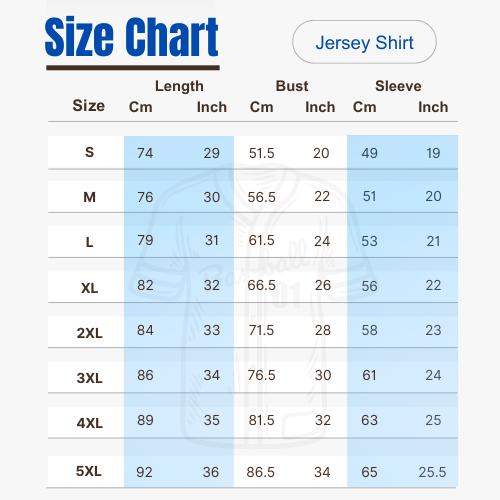 Size Chart
Jersey Shirt
Length Bust Sleeve
Size Cm Inch Cm Inch Cm Inch
S 74 29 51.5 20 49 19
M 76 30 56.5 22 51 20
L 79 31 61.5 24 53 21
XL 82 32 66.5 26 56 22
2XL 84 33 71.5 28 58 23
3XL 86 34 76.5 30 61 24
4XL 89 35 81.5 32 63 25
5XL 92 36 86.5 34 65 25.5
Baseball
01